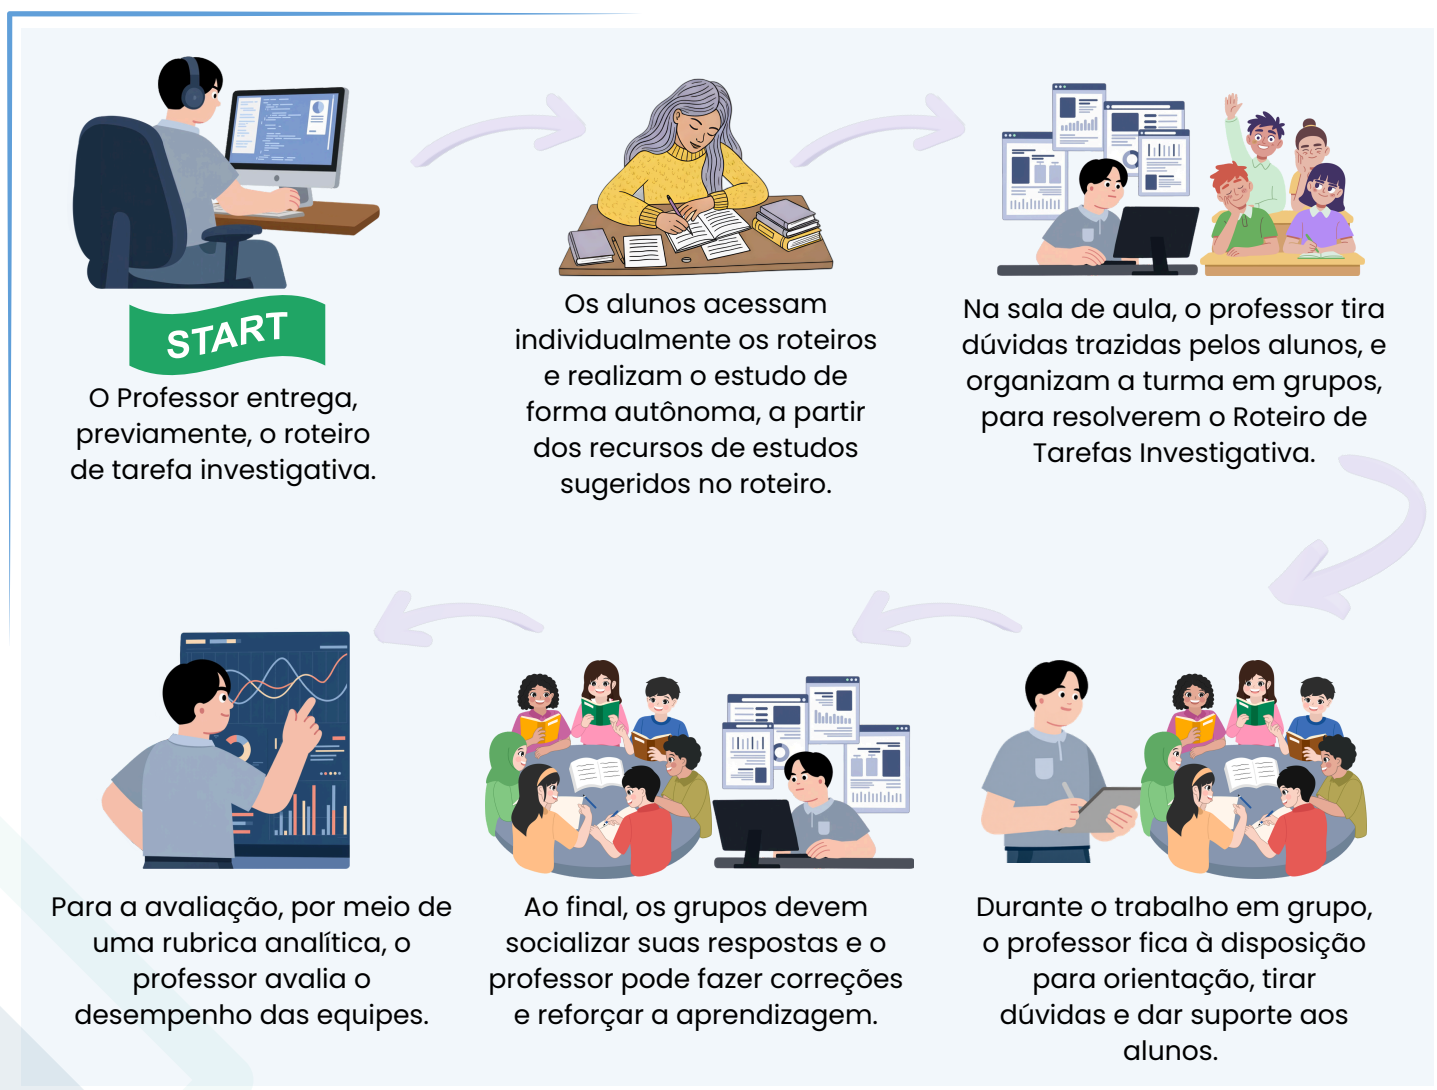 START
O Professor entrega,
previamente, o roteiro
de tarefa investigativa.
Os alunos acessam
individualmente os roteiros
e realizam o estudo de
forma autônoma, a partir
dos recursos de estudos
sugeridos no roteiro.
Na sala de aula, o professor tira
dúvidas trazidas pelos alunos, e
organizam a turma em grupos,
para resolverem o Roteiro de
Tarefas Investigativa.
Durante o trabalho em grupo,
o professor fica à disposição
para orientação, tirar
dúvidas e dar suporte aos
alunos.
Ao final, os grupos devem
socializar suas respostas e o
professor pode fazer correções
e reforçar a aprendizagem.
Para a avaliação, por meio de
uma rubrica analítica, o
professor avalia o
desempenho das equipes.